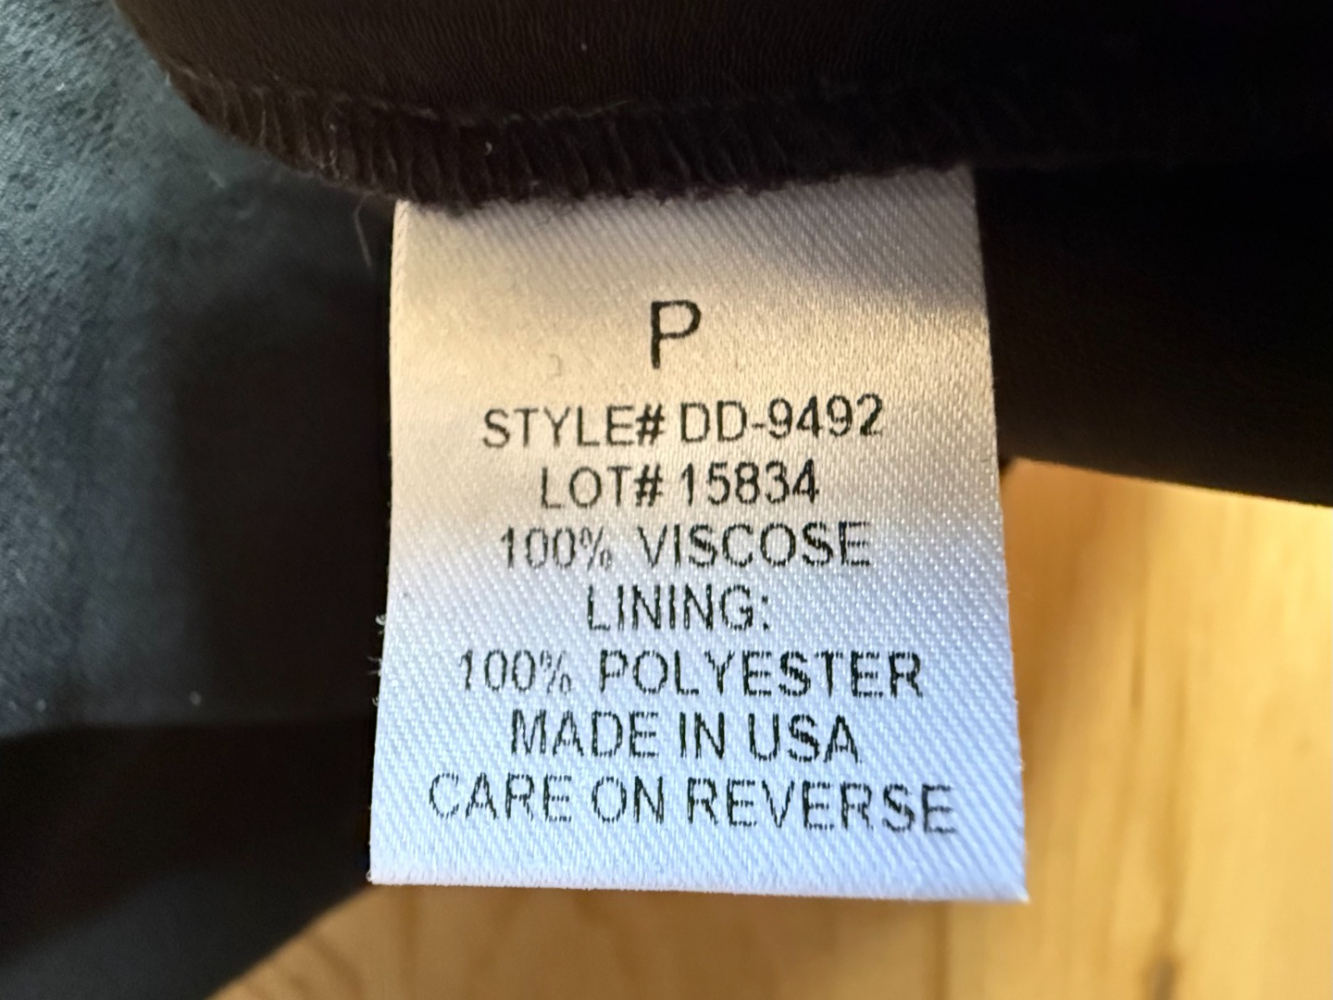 P
STYLE# DD-9492
LOT# 15834
100% VISCOSE
LINING:
100% POLYESTER
MADE IN USA
CARE ON REVERSE